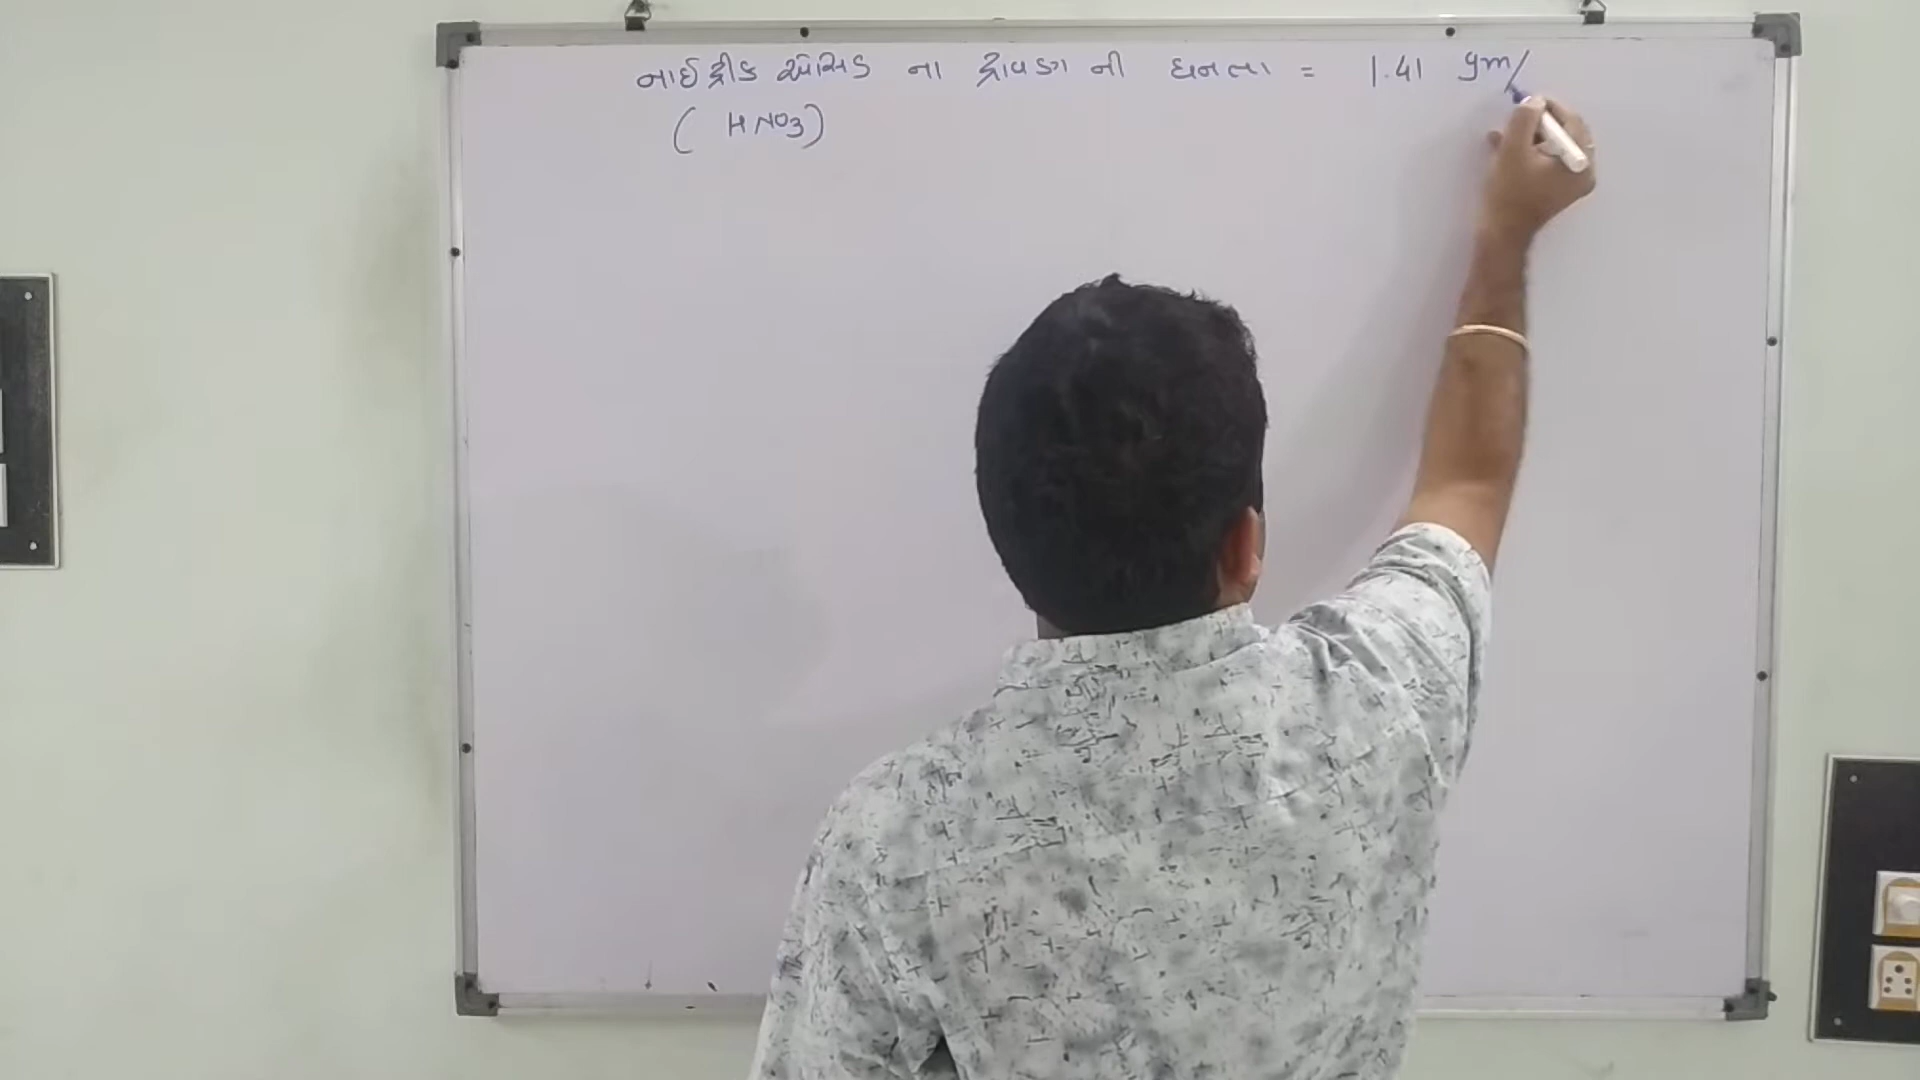 નાઈટ્રીક એસિડ ના દ્રાવણ ની ઘનતા = 1.41 gm/
( HNO3)